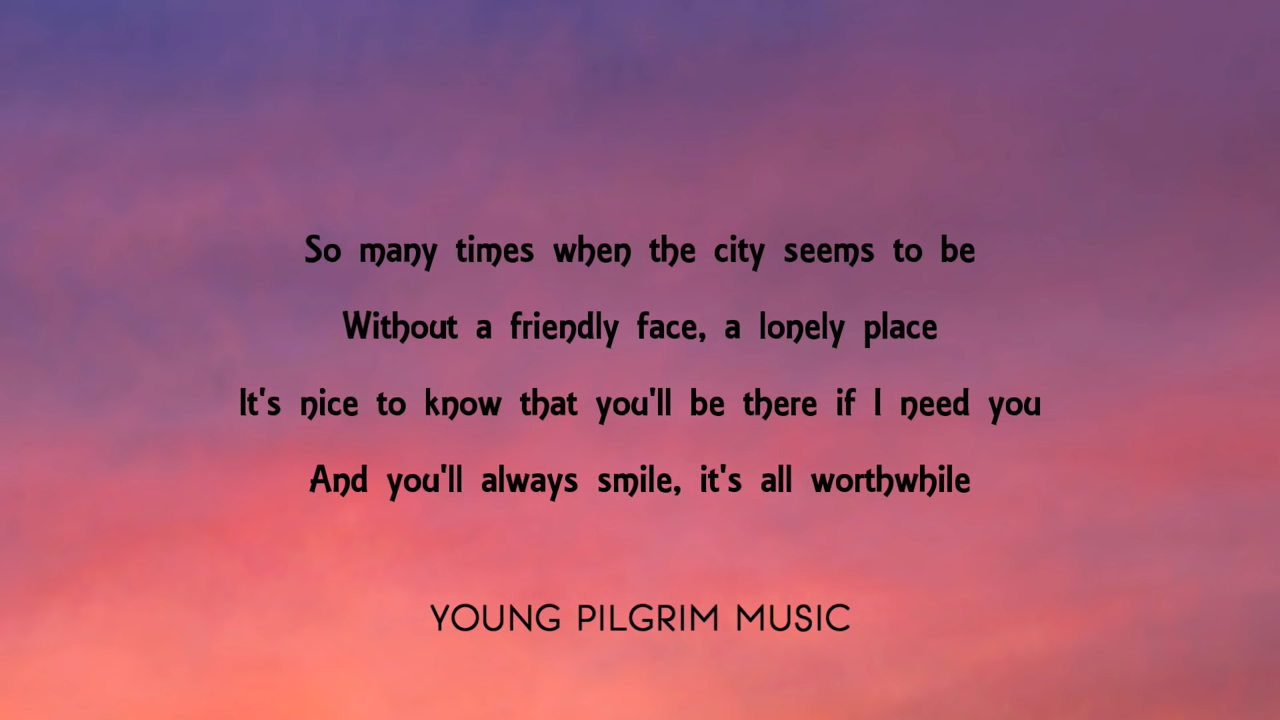 So many times when the city seems to be
Without a friendly face, a lonely place
It's nice to know that you'll be there if I need you
And you'll always smile, it's all worthwhile
YOUNG PILGRIM MUSIC